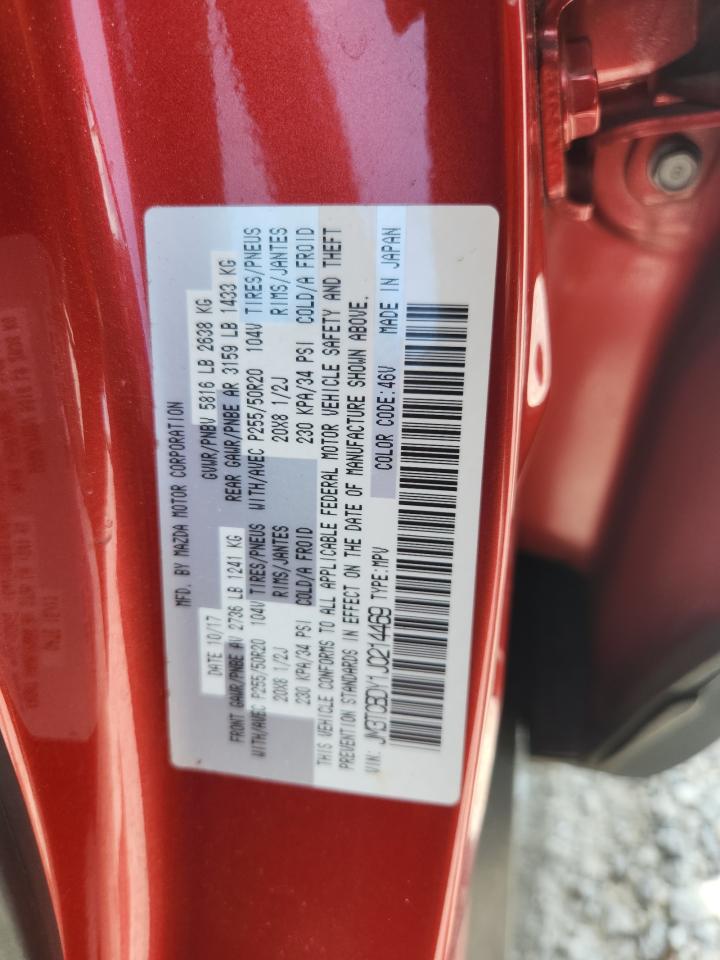 MFD. BY MAZDA MOTOR CORPORATION
DATE 10/17 GVWR/PNBV 5816 LB 2638 KG
FRONT GAWR/PNBE AV 2736 LB 1241 KG REAR GAWR/PNBE AR 3159 LB 1433 KG
WITH/AVEC P255/50R20 104V TIRES/PNEUS WITH/AVEC P255/50R20 104V TIRES/PNEUS
20X8 1/2J RIMS/JANTES 20X8 1/2J RIMS/JANTES
230 KPA/34 PSI COLD/A FROID 230 KPA/34 PSI COLD/A FROID
THIS VEHICLE CONFORMS TO ALL APPLICABLE FEDERAL MOTOR VEHICLE SAFETY AND THEFT
PREVENTION STANDARDS IN EFFECT ON THE DATE OF MANUFACTURE SHOWN ABOVE.
VIN: JM3TCBDY1J0214469 TYPE:MPV COLOR CODE:46V MADE IN JAPAN